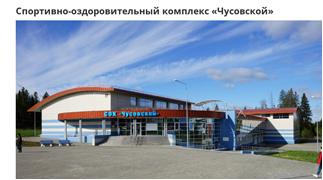 Спортивно-оздоровительный комплекс «Чусовской»
СОК "Чусовской"